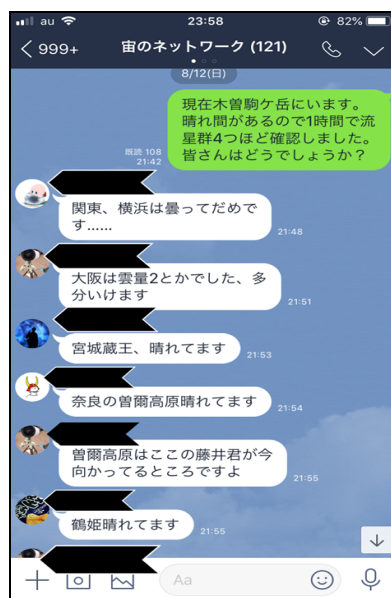 au 23:58 82%
999+ 宙のネットワーク (121)
8/12(日)
現在木曽駒ケ岳にいます。
晴れ間があるので1時間で流
星群4つほど確認しました。
皆さんはどうでしょうか？
既読 108
21:42
関東、横浜は曇ってだめで
す……
21:48
大阪は雲量2とかでした、多
分いけます
21:51
宮城蔵王、晴れてます
21:53
奈良の曽爾高原晴れてます
21:54
曽爾高原はここの藤井君が今
向かってるところですよ
21:55
鶴姫晴れてます
21:55
Aa